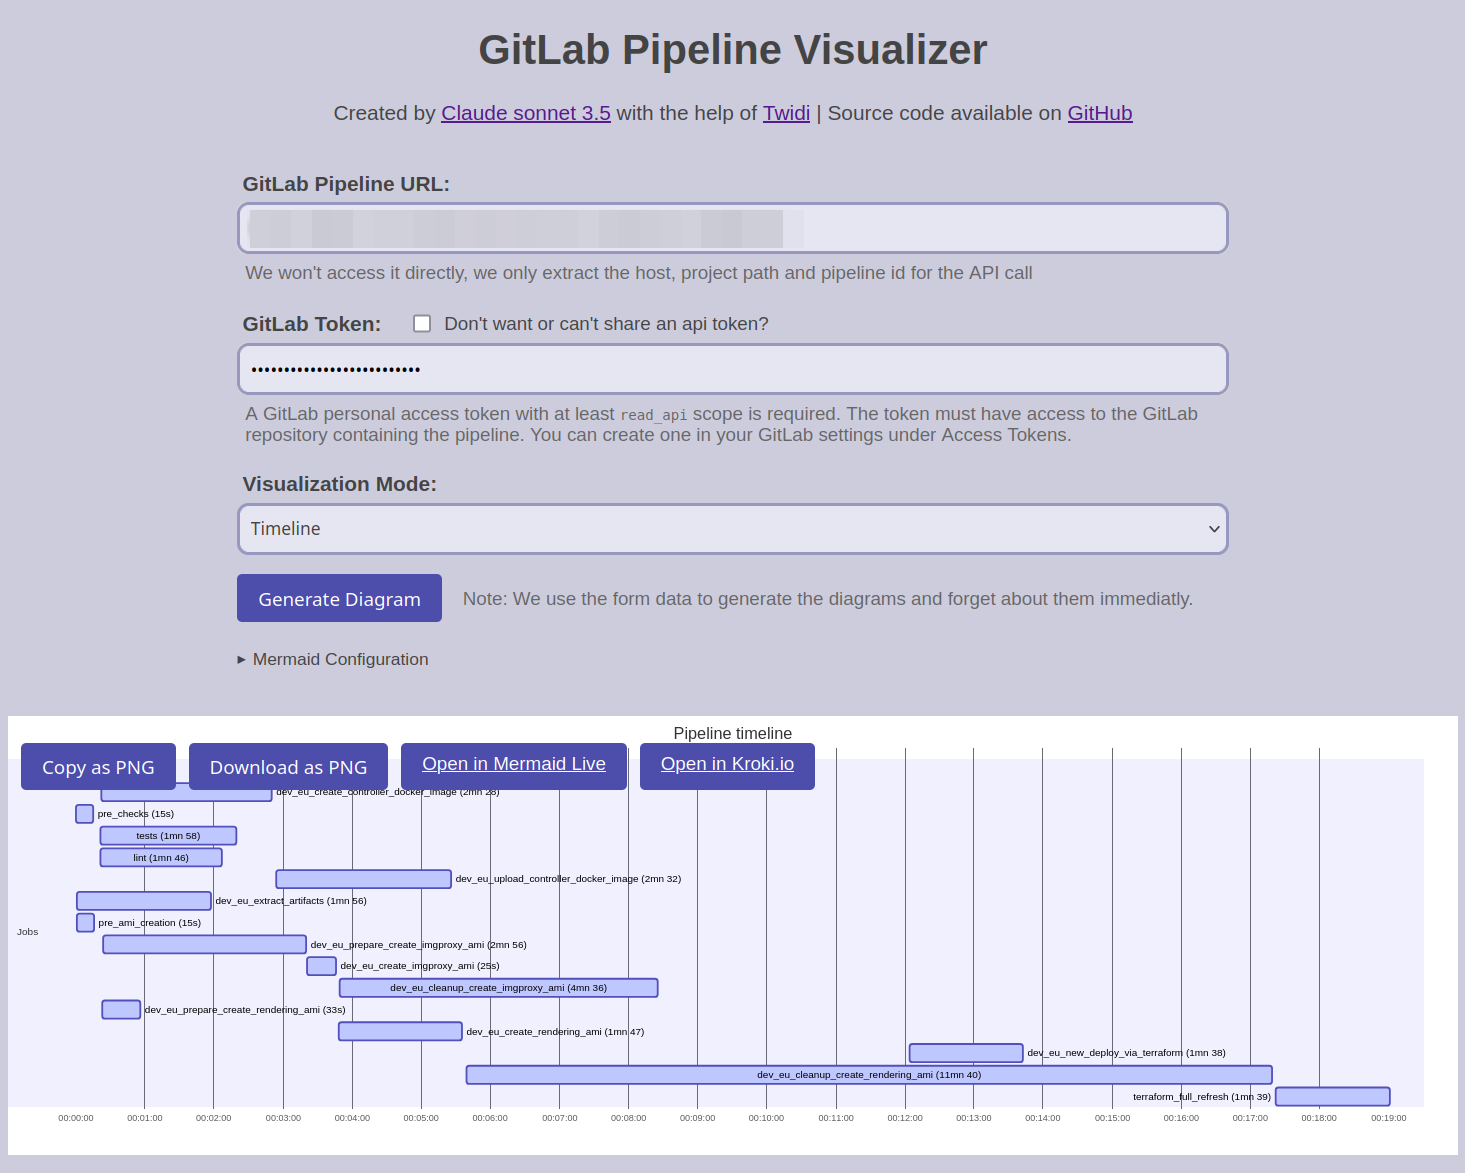 GitLab Pipeline Visualizer
Created by Claude sonnet 3.5 with the help of Twidi | Source code available on GitHub
GitLab Pipeline URL:
We won't access it directly, we only extract the host, project path and pipeline id for the API call
GitLab Token:
Don't want or can't share an api token?
A GitLab personal access token with at least read_api scope is required. The token must have access to the GitLab
repository containing the pipeline. You can create one in your GitLab settings under Access Tokens.
Visualization Mode:
Timeline
Generate Diagram
Note: We use the form data to generate the diagrams and forget about them immediatly.
Mermaid Configuration
Pipeline timeline
Copy as PNG
Download as PNG
Open in Mermaid Live
Open in Kroki.io
dev_eu_create_controller_docker_image (2mn 28)
pre_checks (15s)
tests (1mn 58)
lint (1mn 46)
dev_eu_upload_controller_docker_image (2mn 32)
dev_eu_extract_artifacts (1mn 56)
pre_ami_creation (15s)
Jobs
dev_eu_prepare_create_imgproxy_ami (2mn 56)
dev_eu_create_imgproxy_ami (25s)
dev_eu_cleanup_create_imgproxy_ami (4mn 36)
dev_eu_prepare_create_rendering_ami (33s)
dev_eu_create_rendering_ami (1mn 47)
dev_eu_new_deploy_via_terraform (1mn 38)
dev_eu_cleanup_create_rendering_ami (11mn 40)
terraform_full_refresh (1mn 39)
00:00:00 00:01:00 00:02:00 00:03:00 00:04:00 00:05:00 00:06:00 00:07:00 00:08:00 00:09:00 00:10:00 00:11:00 00:12:00 00:13:00 00:14:00 00:15:00 00:16:00 00:17:00 00:18:00 00:19:00